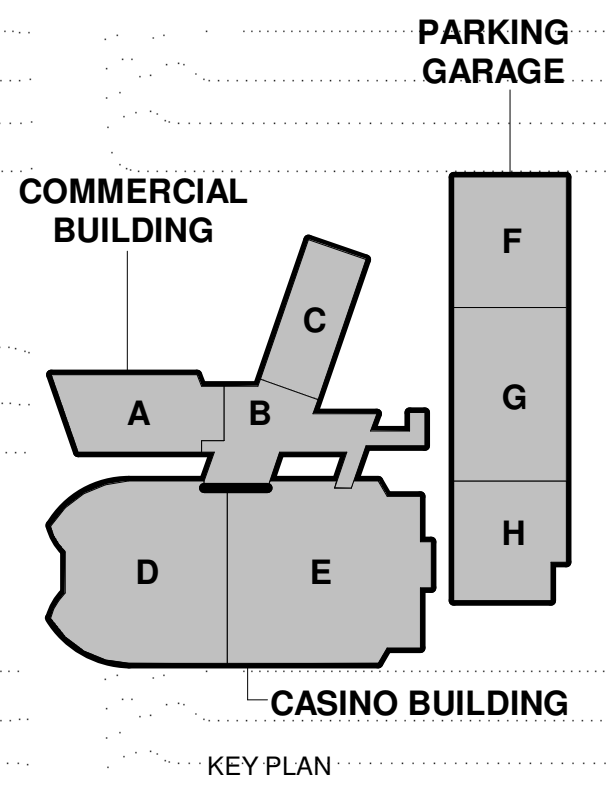 PARKING
GARAGE
COMMERCIAL
BUILDING
F
C
G
A
B
H
D
E
CASINO BUILDING
KEY PLAN